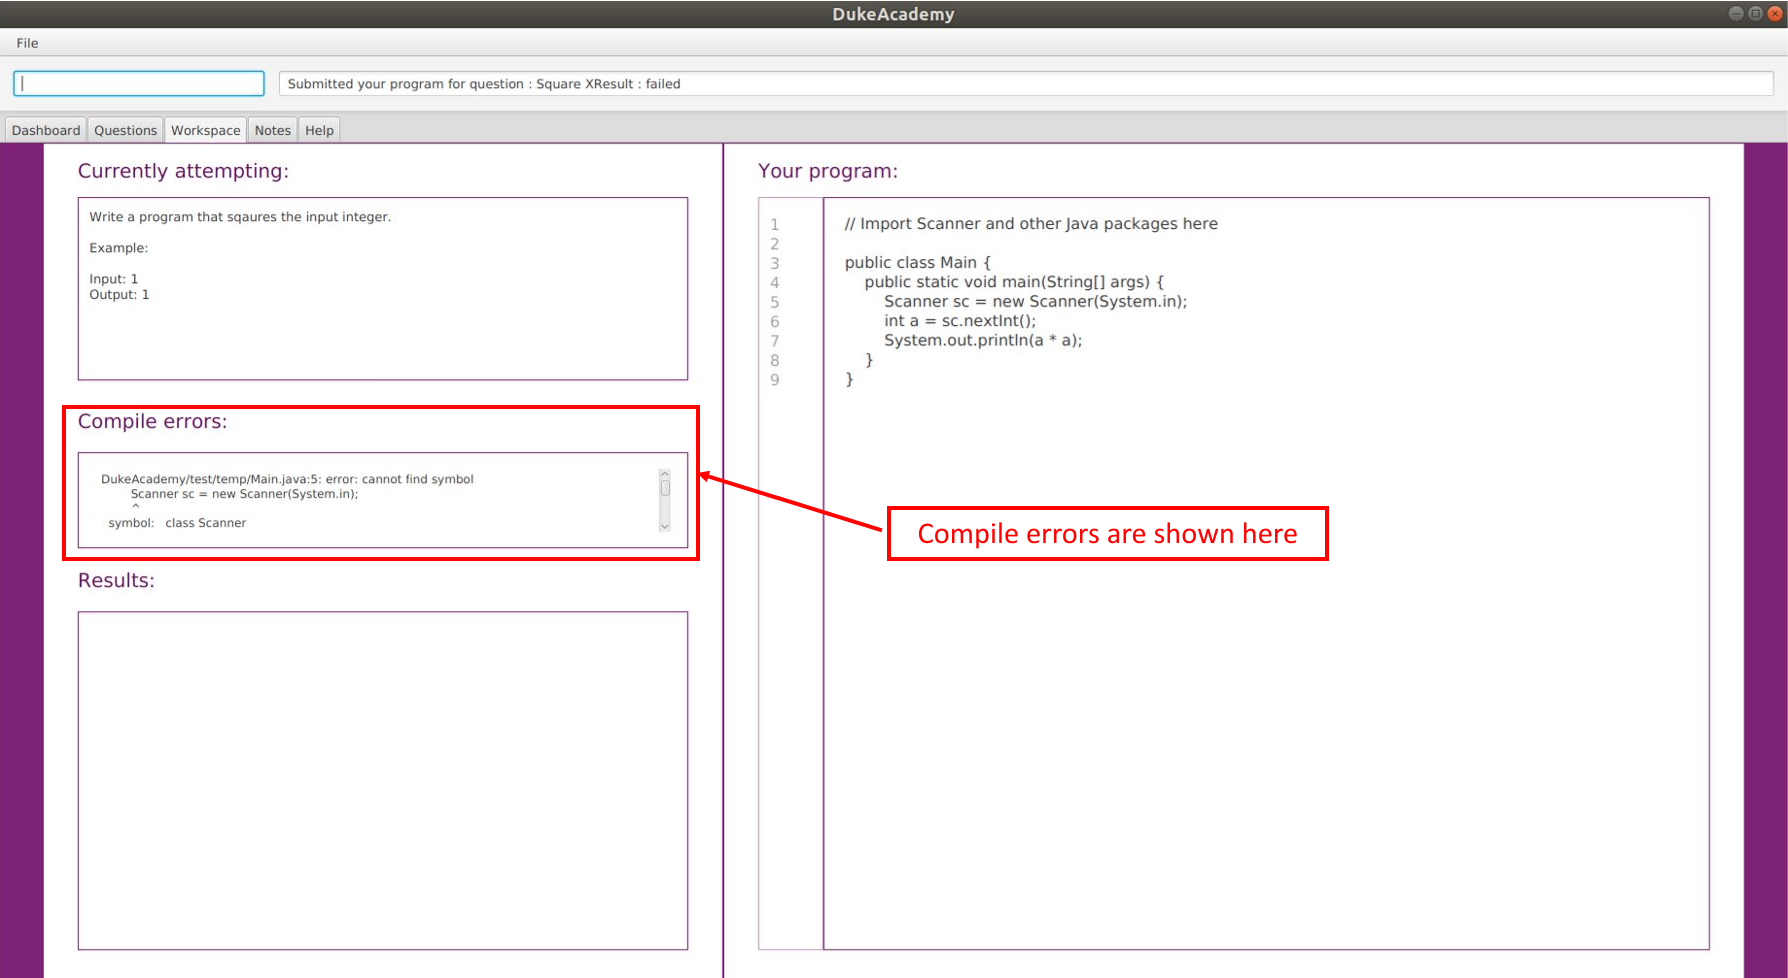 DukeAcademy
File
Submitted your program for question : Square XResult : failed
Dashboard
Questions
Workspace
Notes
Help
Currently attempting:
Write a program that sqaures the input integer.
Example:
Input: 1
Output: 1
Compile errors:
DukeAcademy/test/temp/Main.java:5: error: cannot find symbol
Scanner sc = new Scanner(System.in);
^
symbol:   class Scanner
Results:
Your program:
1 // Import Scanner and other Java packages here
2
3 public class Main {
4 public static void main(String[] args) {
5 Scanner sc = new Scanner(System.in);
6 int a = sc.nextInt();
7 System.out.println(a * a);
8 }
9 }
Compile errors are shown here